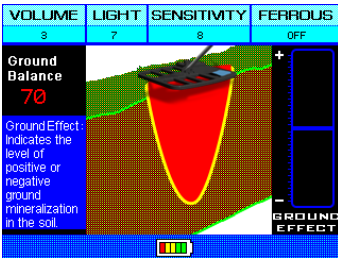 VOLUME LIGHT SENSITIVITY FERROUS
3 7 8 OFF
Ground
Balance
70
Ground Effect:
Indicates the
level of
positive or
negative
ground
mineralization
in the soil.
+
-
GROUND
EFFECT